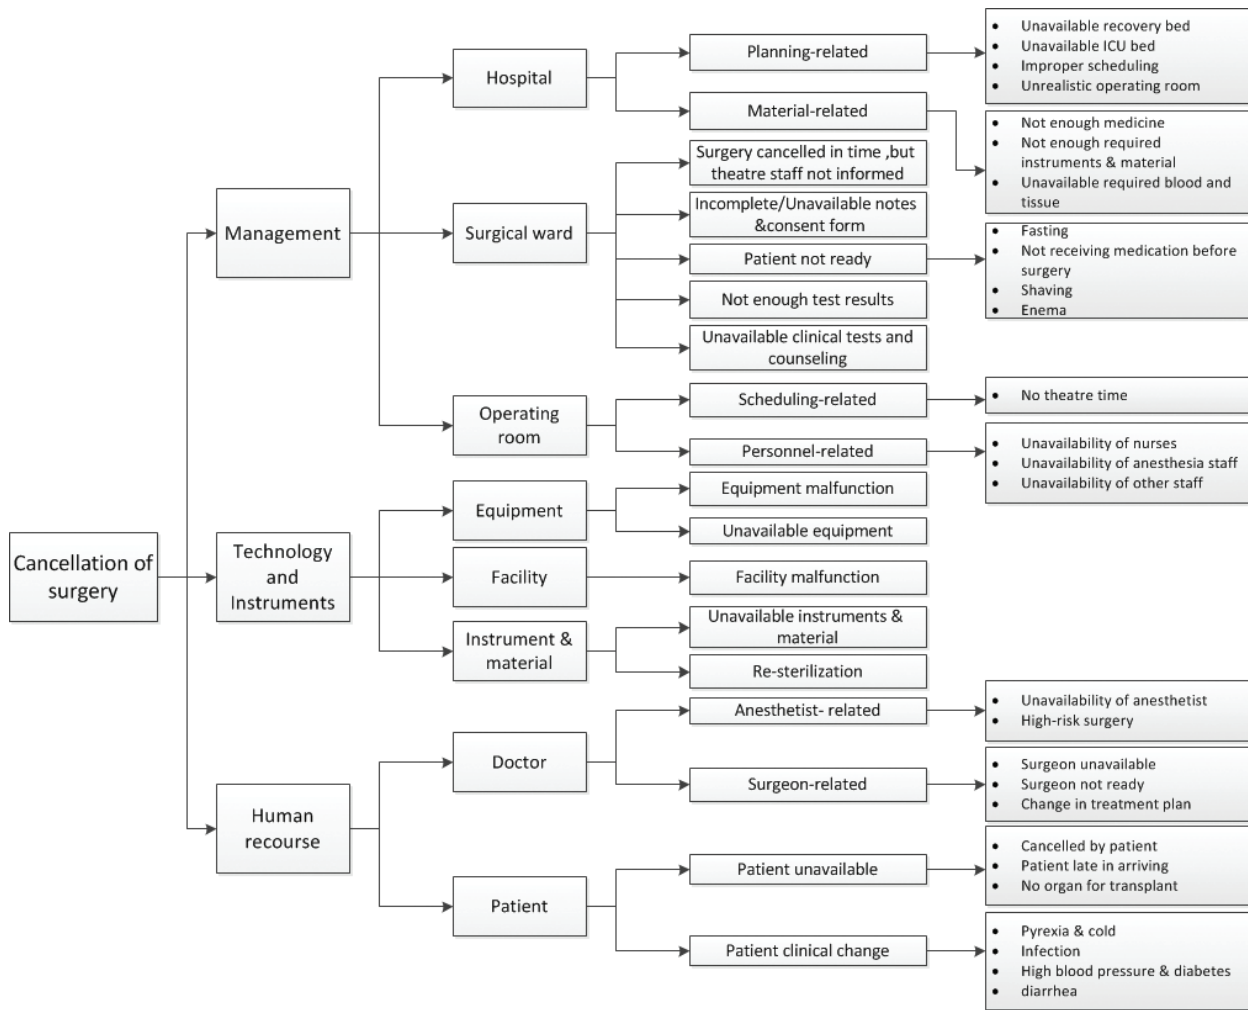 Cancellation of
surgery
Management
Technology
and
Instruments
Human
recourse
Hospital
Surgical ward
Operating
room
Equipment
Facility
Instrument &
material
Doctor
Patient
Planning-related
Material-related
Surgery cancelled in time ,but
theatre staff not informed
Incomplete/Unavailable notes
&consent form
Patient not ready
Not enough test results
Unavailable clinical tests and
counseling
Scheduling-related
Personnel-related
Equipment malfunction
Unavailable equipment
Facility malfunction
Unavailable instruments &
material
Re-sterilization
Anesthetist- related
Surgeon-related
Patient unavailable
Patient clinical change
• Unavailable recovery bed
• Unavailable ICU bed
• Improper scheduling
• Unrealistic operating room
• Not enough medicine
• Not enough required
instruments & material
• Unavailable required blood and
tissue
• Fasting
• Not receiving medication before
surgery
• Shaving
• Enema
• No theatre time
• Unavailability of nurses
• Unavailability of anesthesia staff
• Unavailability of other staff
• Unavailability of anesthetist
• High-risk surgery
• Surgeon unavailable
• Surgeon not ready
• Change in treatment plan
• Cancelled by patient
• Patient late in arriving
• No organ for transplant
• Pyrexia & cold
• Infection
• High blood pressure & diabetes
• diarrhea